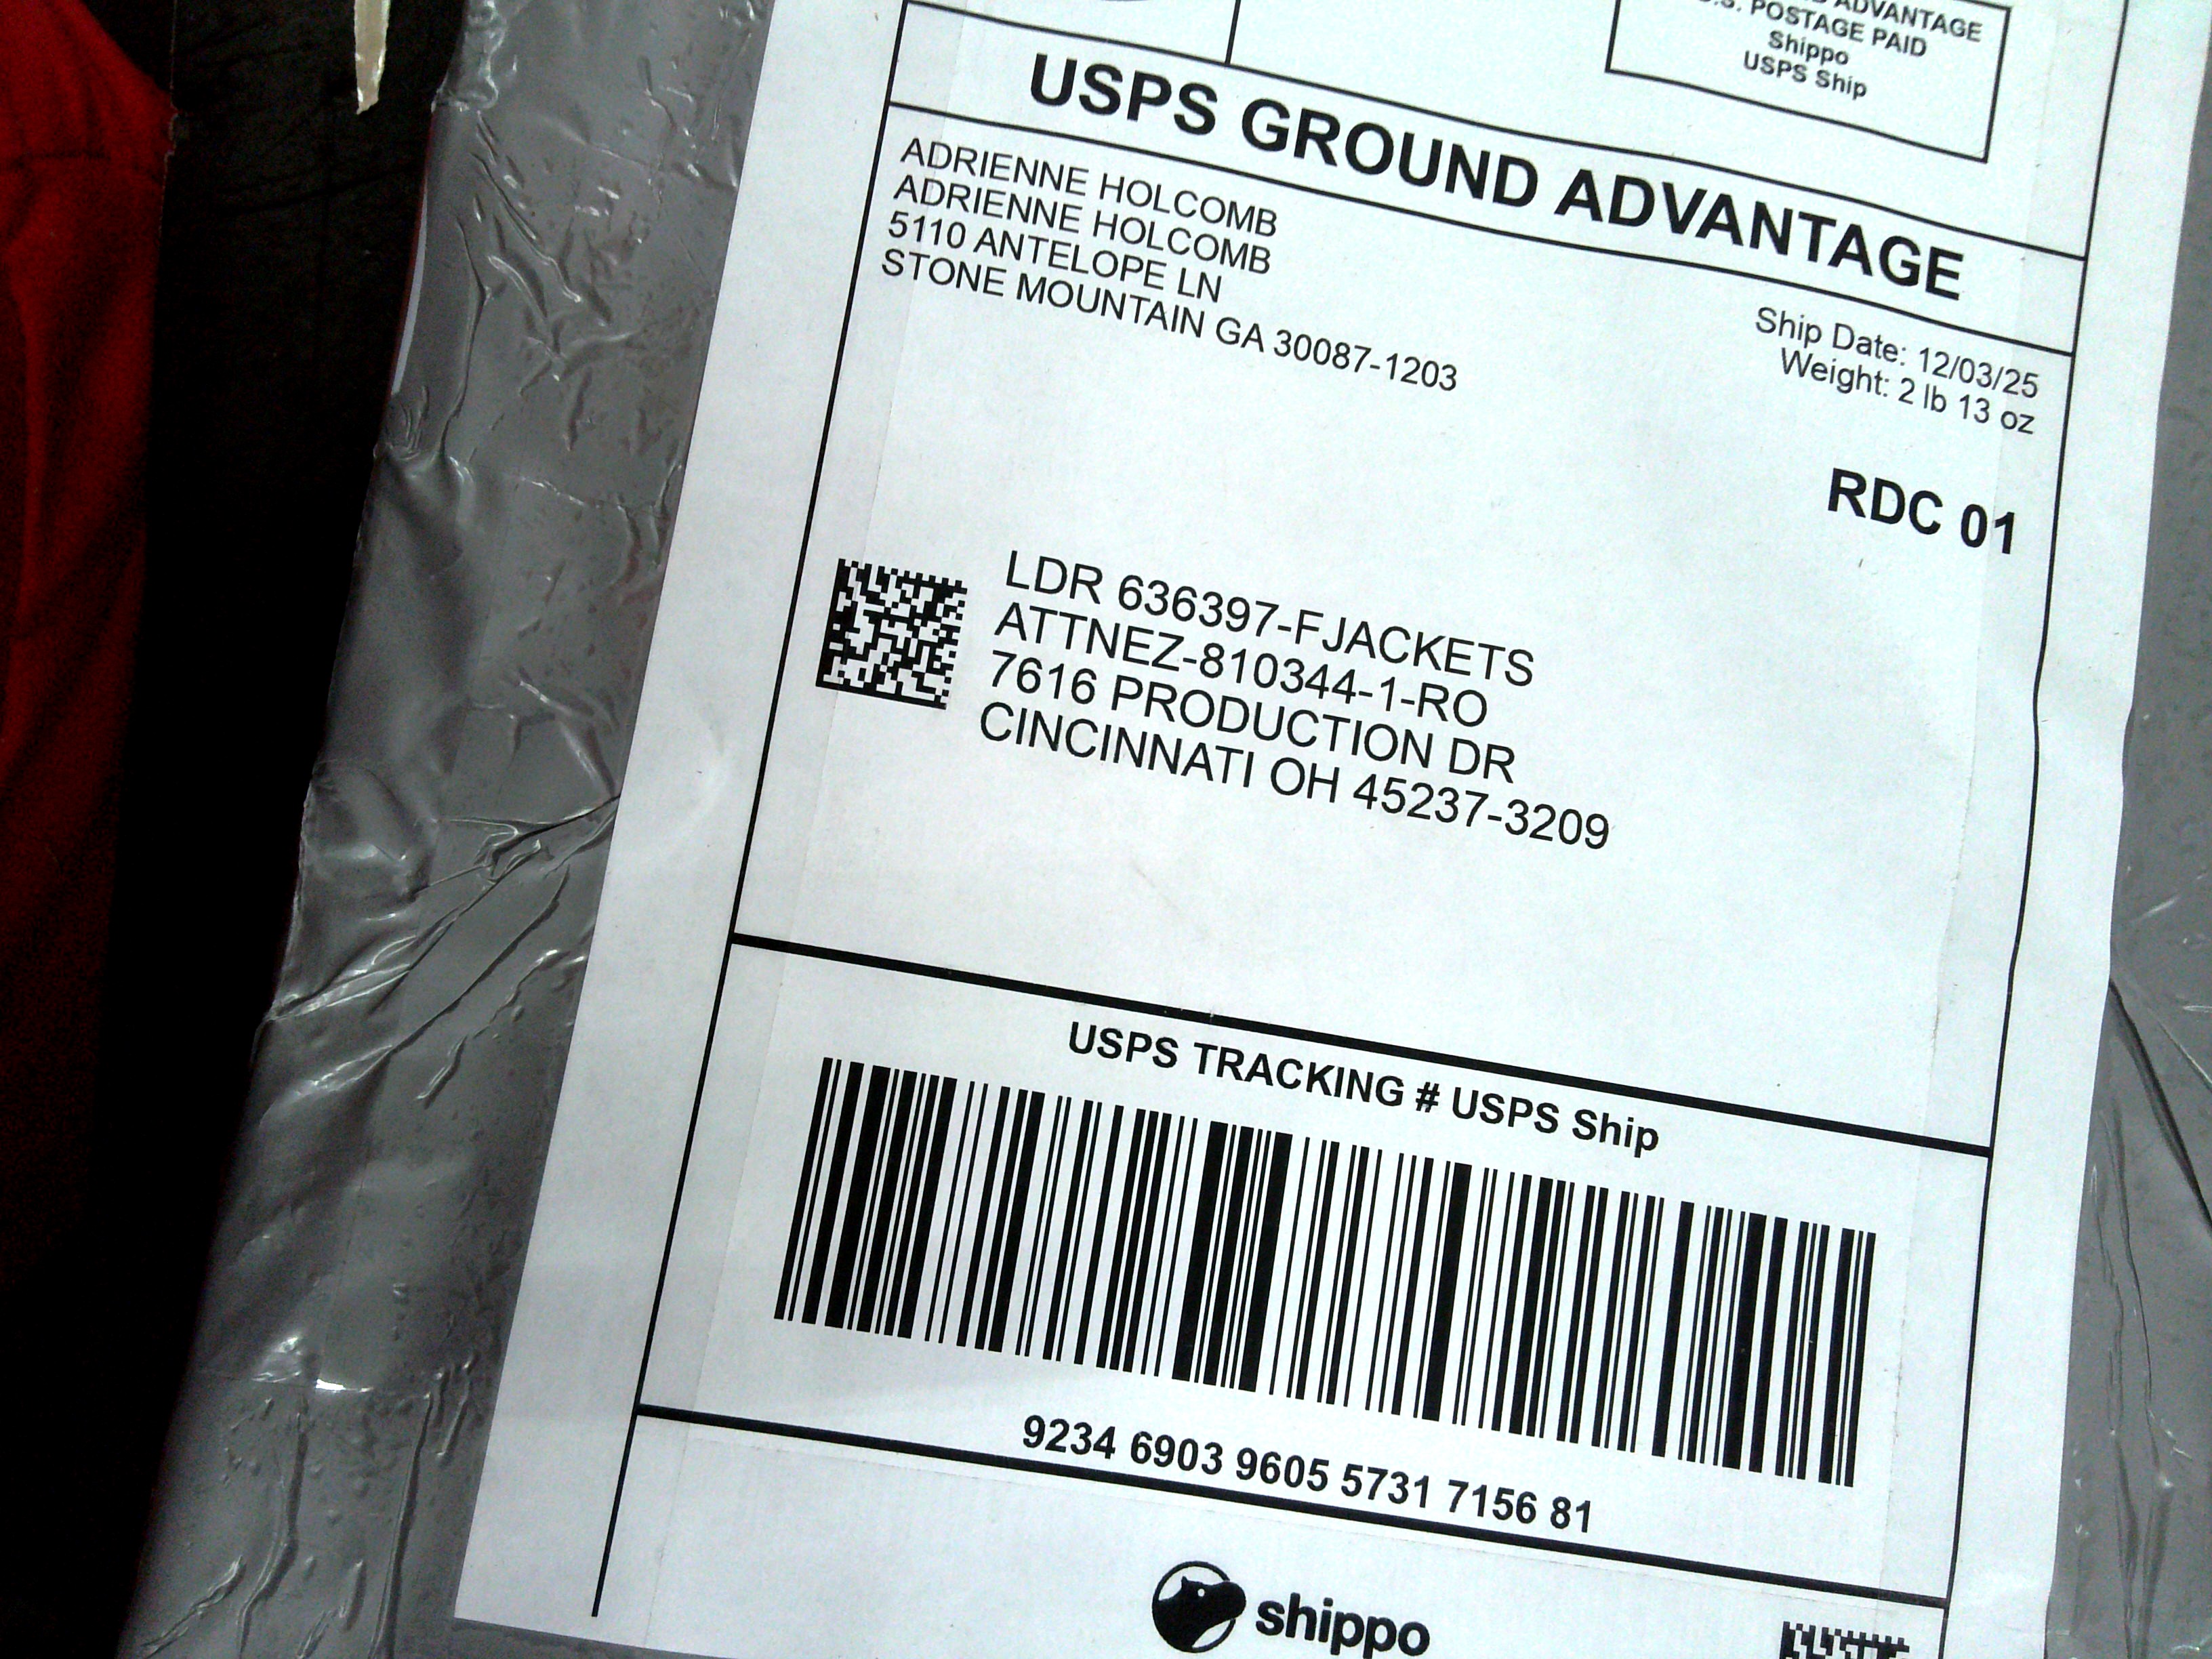 ADVANTAGE
U.S. POSTAGE PAID
Shippo
USPS Ship
USPS GROUND ADVANTAGE
ADRIENNE HOLCOMB
ADRIENNE HOLCOMB
5110 ANTELOPE LN
STONE MOUNTAIN GA 30087-1203
Ship Date: 12/03/25
Weight: 2 lb 13 oz
RDC 01
LDR 636397-FJACKETS
ATTNEZ-810344-1-RO
7616 PRODUCTION DR
CINCINNATI OH 45237-3209
USPS TRACKING # USPS Ship
9234 6903 9605 5731 7156 81
shippo